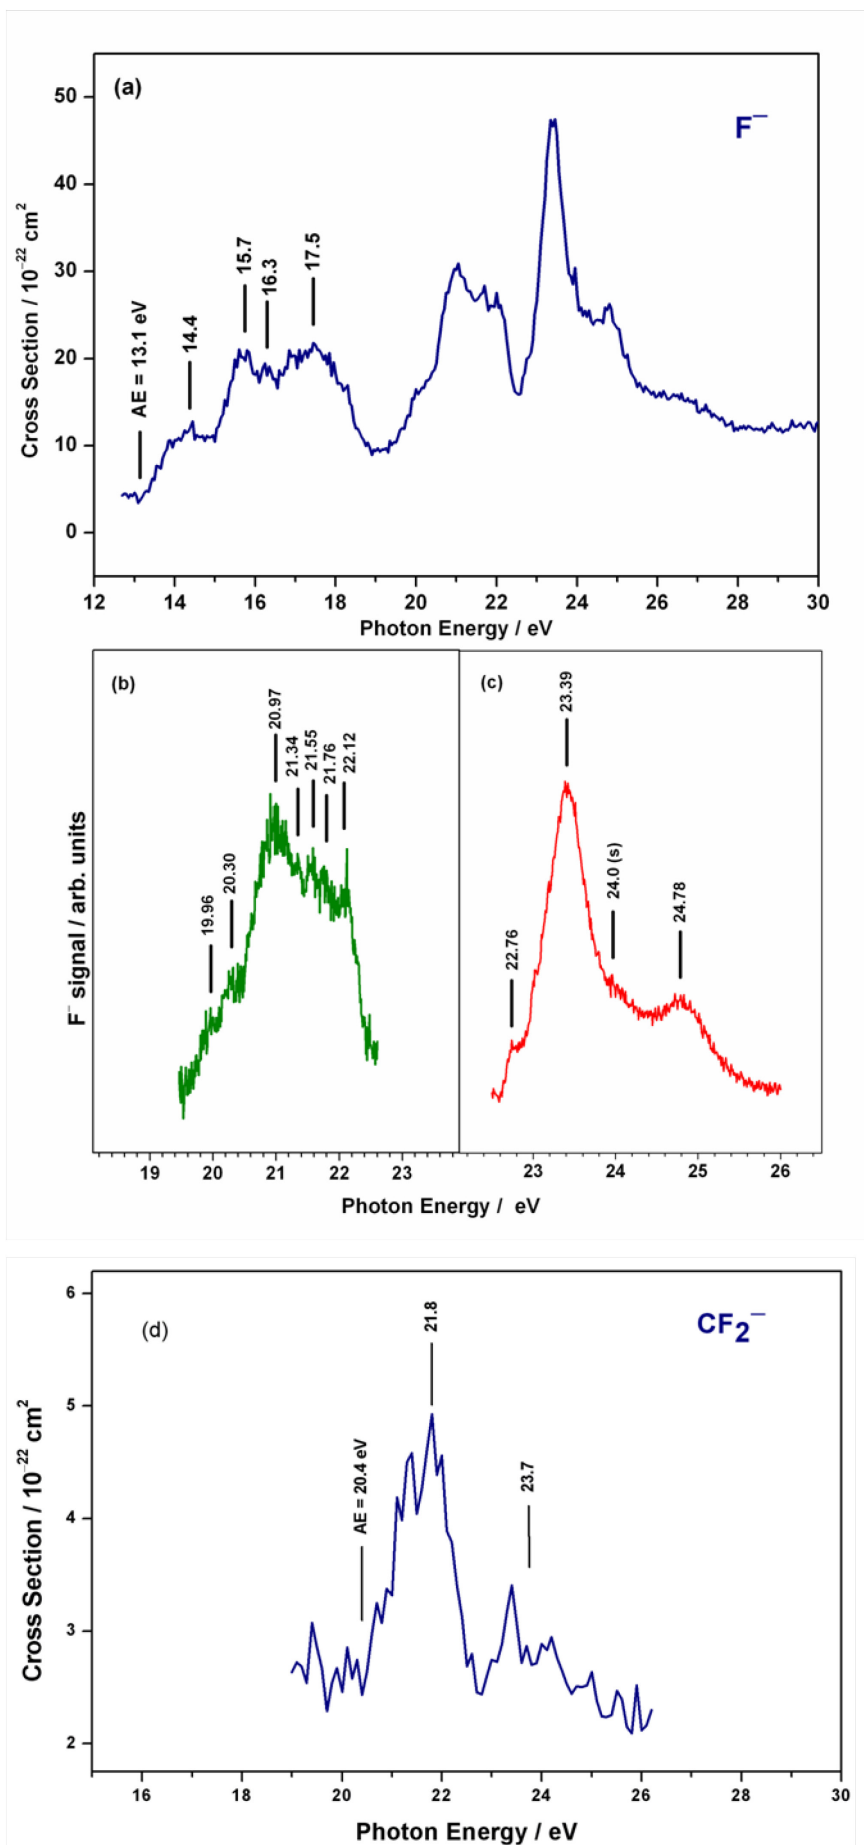 (a)
F⁻
50
40
30
20
10
0
Cross Section / 10⁻²² cm²
AE = 13.1 eV
14.4
15.7
16.3
17.5
12 14 16 18 20 22 24 26 28 30
Photon Energy / eV
(b)
F⁻ signal / arb. units
19.96
20.30
20.97
21.34
21.55
21.76
22.12
19 20 21 22 23
(c)
22.76
23.39
24.0 (s)
24.78
23 24 25 26
Photon Energy / eV
(d)
CF₂⁻
6
5
4
3
2
Cross Section / 10⁻²² cm²
AE = 20.4 eV
21.8
23.7
16 18 20 22 24 26 28 30
Photon Energy / eV